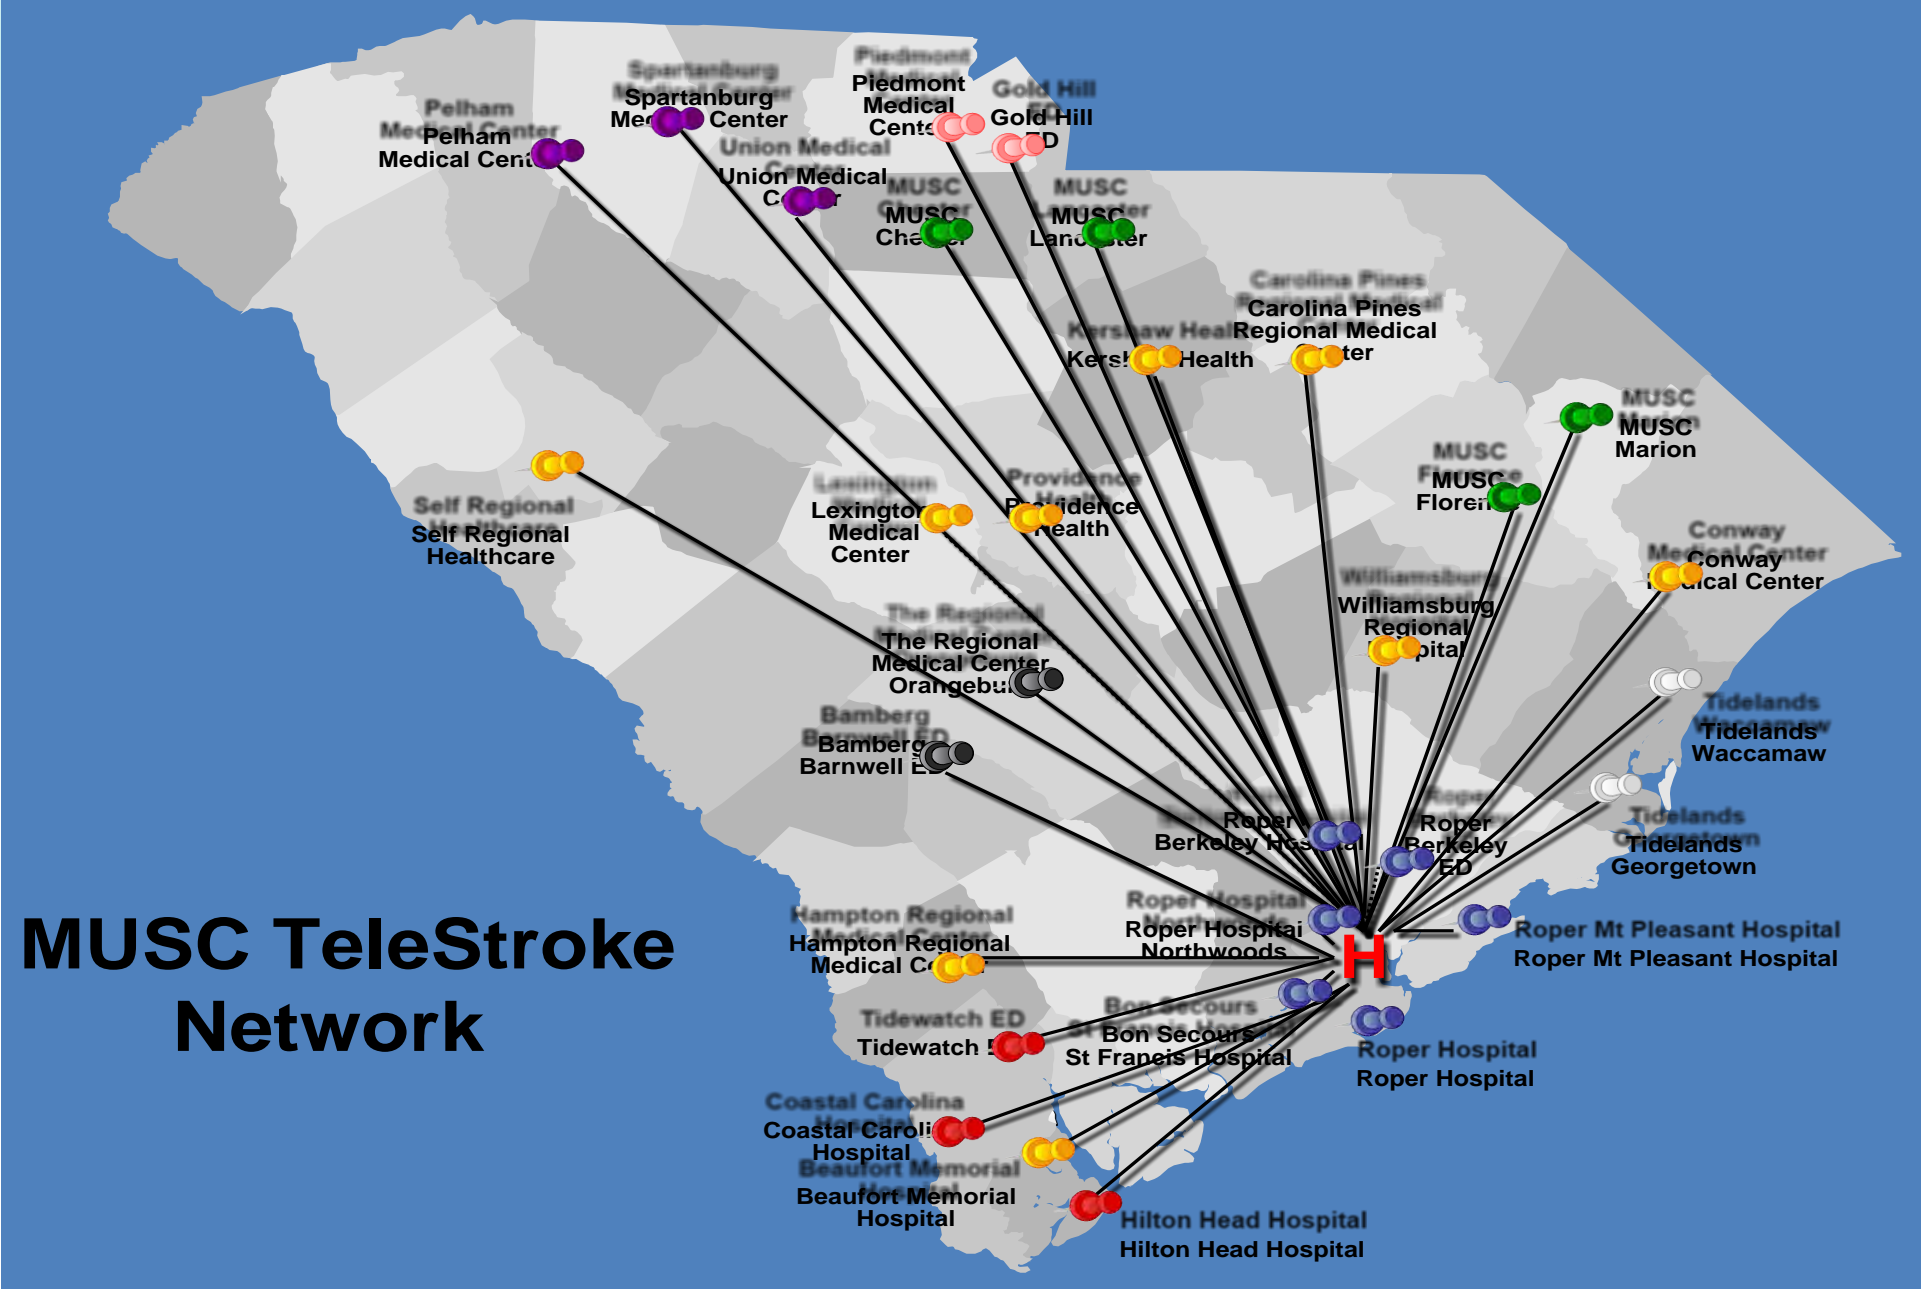 Piedmont
Medical
Center
Gold Hill
ED
Spartanburg
Medical Center
Pelham
Medical Center
Union Medical
Center
MUSC
Chester
MUSC
Lancaster
Carolina Pines
Regional Medical
Center
Kershaw Health
MUSC
Marion
MUSC
Florence
Lexington
Medical
Center
Providence
Health
Self Regional
Healthcare
Conway
Medical Center
Williamsburg
Regional
Hospital
The Regional
Medical Center
Orangeburg
Tidelands
Waccamaw
Bamberg
Barnwell ED
Roper
Berkeley Hospital
Roper
Berkeley
ED
Tidelands
Georgetown
Roper Hospital
Northwoods
Roper Mt Pleasant Hospital
H
Hampton Regional
Medical Center
MUSC TeleStroke
Network
Tidewatch ED
Bon Secours
St Francis Hospital
Roper Hospital
Coastal Carolina
Hospital
Beaufort Memorial
Hospital
Hilton Head Hospital